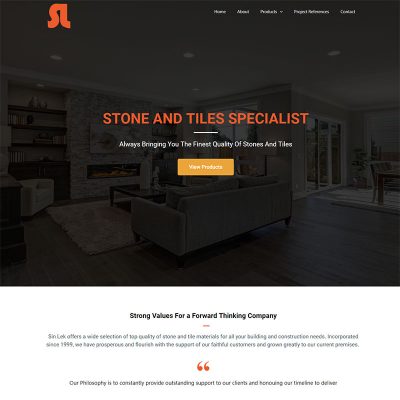 SL
Home About Products Project References Contact
STONE AND TILES SPECIALIST
Always Bringing You The Finest Quality Of Stones And Tiles
View Products
Strong Values For a Forward Thinking Company
Sin Lek offers a wide selection of top quality of stone and tile materials for all your building and construction needs. Incorporated
since 1999, we have prosperous and flourish with the support of our faithful customers and grown greatly to our current premises.
“
Our Philosophy is to constantly provide outstanding support to our clients and honouring our timeline to deliver